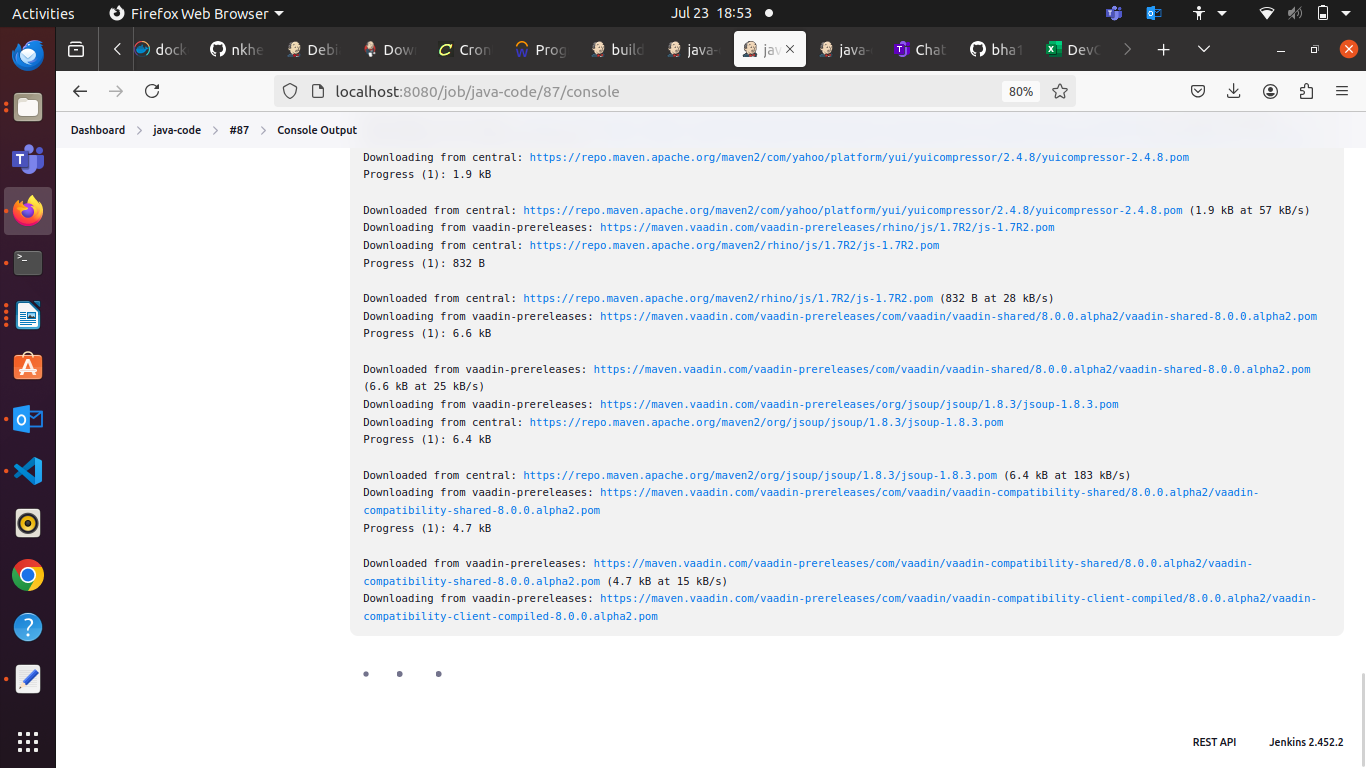 Activities
Firefox Web Browser
Jul 23 18:53
dock
nkhe
Debi
Dow
Cron
Prog
build
java-
jav
java-
Chat
bha1
DevO
localhost:8080/job/java-code/87/console
80%
Dashboard
java-code
#87
Console Output
Downloading from central: https://repo.maven.apache.org/maven2/com/yahoo/platform/yui/yuicompressor/2.4.8/yuicompressor-2.4.8.pom
Progress (1): 1.9 kB
Downloaded from central: https://repo.maven.apache.org/maven2/com/yahoo/platform/yui/yuicompressor/2.4.8/yuicompressor-2.4.8.pom (1.9 kB at 57 kB/s)
Downloading from vaadin-prereleases: https://maven.vaadin.com/vaadin-prereleases/rhino/js/1.7R2/js-1.7R2.pom
Downloading from central: https://repo.maven.apache.org/maven2/rhino/js/1.7R2/js-1.7R2.pom
Progress (1): 832 B
Downloaded from central: https://repo.maven.apache.org/maven2/rhino/js/1.7R2/js-1.7R2.pom (832 B at 28 kB/s)
Downloading from vaadin-prereleases: https://maven.vaadin.com/vaadin-prereleases/com/vaadin/vaadin-shared/8.0.0.alpha2/vaadin-shared-8.0.0.alpha2.pom
Progress (1): 6.6 kB
Downloaded from vaadin-prereleases: https://maven.vaadin.com/vaadin-prereleases/com/vaadin/vaadin-shared/8.0.0.alpha2/vaadin-shared-8.0.0.alpha2.pom
(6.6 kB at 25 kB/s)
Downloading from vaadin-prereleases: https://maven.vaadin.com/vaadin-prereleases/org/jsoup/jsoup/1.8.3/jsoup-1.8.3.pom
Downloading from central: https://repo.maven.apache.org/maven2/org/jsoup/jsoup/1.8.3/jsoup-1.8.3.pom
Progress (1): 6.4 kB
Downloaded from central: https://repo.maven.apache.org/maven2/org/jsoup/jsoup/1.8.3/jsoup-1.8.3.pom (6.4 kB at 183 kB/s)
Downloading from vaadin-prereleases: https://maven.vaadin.com/vaadin-prereleases/com/vaadin/vaadin-compatibility-shared/8.0.0.alpha2/vaadin-
compatibility-shared-8.0.0.alpha2.pom
Progress (1): 4.7 kB
Downloaded from vaadin-prereleases: https://maven.vaadin.com/vaadin-prereleases/com/vaadin/vaadin-compatibility-shared/8.0.0.alpha2/vaadin-
compatibility-shared-8.0.0.alpha2.pom (4.7 kB at 15 kB/s)
Downloading from vaadin-prereleases: https://maven.vaadin.com/vaadin-prereleases/com/vaadin/vaadin-compatibility-client-compiled/8.0.0.alpha2/vaadin-
compatibility-client-compiled-8.0.0.alpha2.pom
REST API
Jenkins 2.452.2